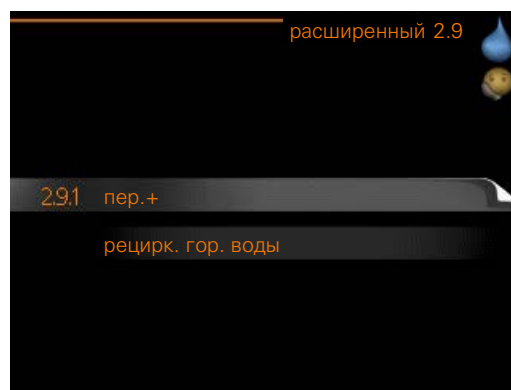 расширенный 2.9
2.9.1 пер.+
рецирк. гор. воды